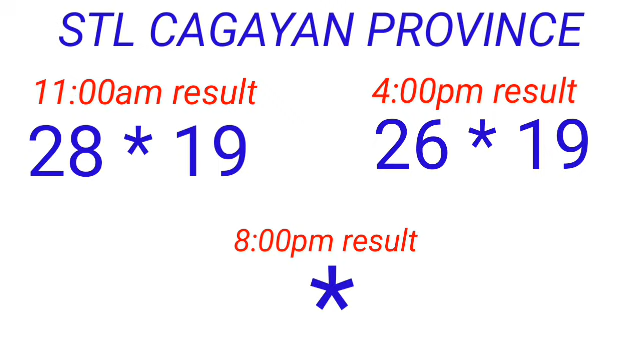 STL CAGAYAN PROVINCE
11:00am result
28 * 19
4:00pm result
26 * 19
8:00pm result
*